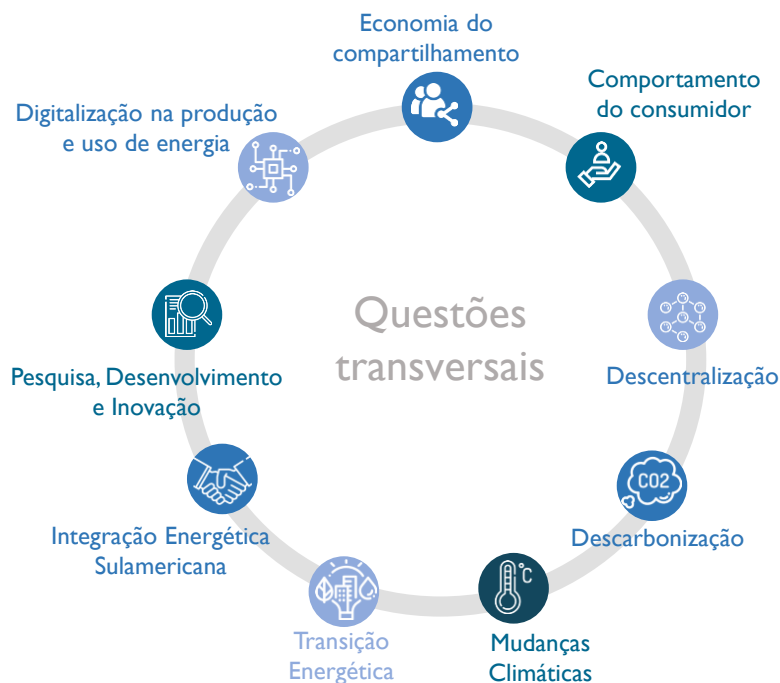 Economia do
compartilhamento
Comportamento
do consumidor
Digitalização na produção
e uso de energia
Questões
transversais
Pesquisa, Desenvolvimento
e Inovação
Descentralização
CO2
Integração Energética
Sulamericana
Descarbonização
°C
Transição
Energética
Mudanças
Climáticas